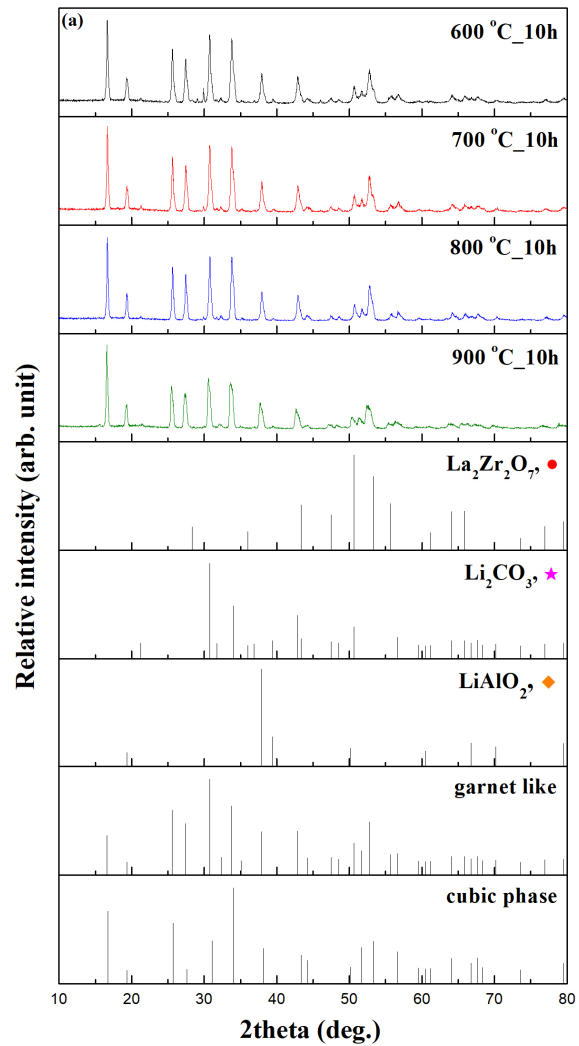 (a)
600 °C_10h
700 °C_10h
800 °C_10h
900 °C_10h
La₂Zr₂O₇,
Li₂CO₃,
LiAlO₂,
garnet like
cubic phase
Relative intensity (arb. unit)
10 20 30 40 50 60 70 80
2theta (deg.)